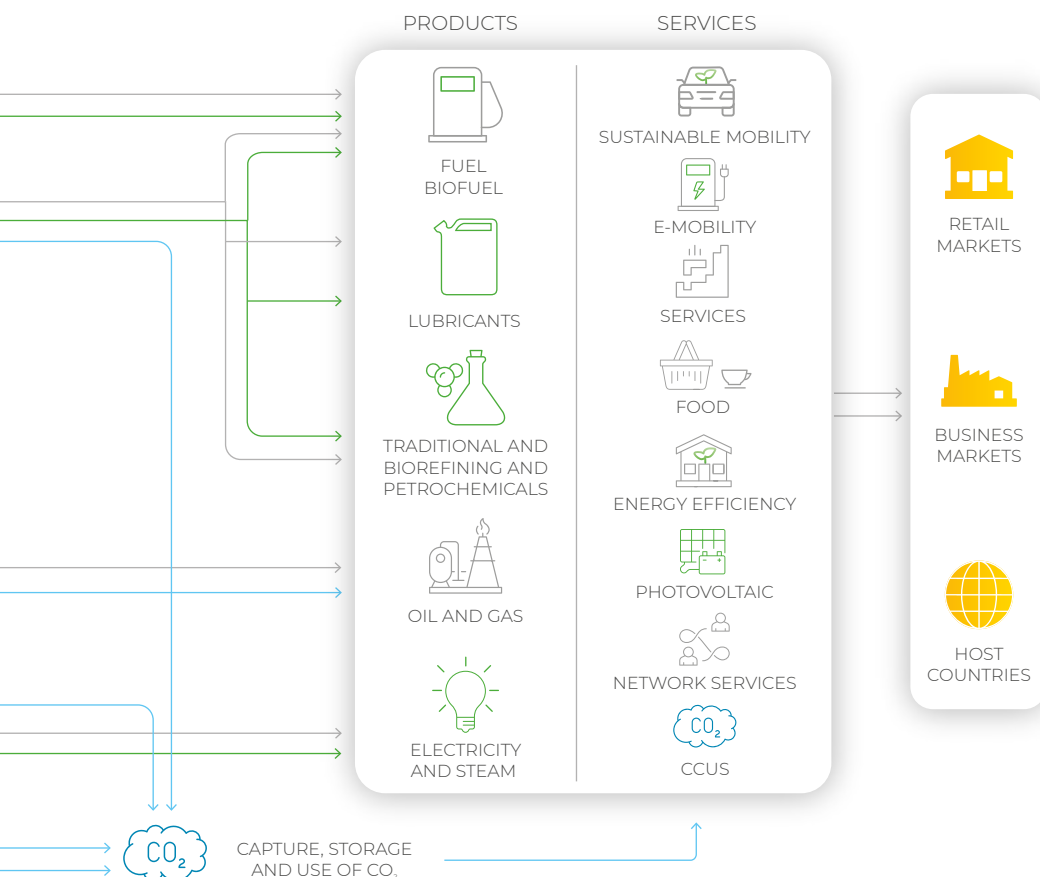 PRODUCTS
SERVICES
FUEL
BIOFUEL
LUBRICANTS
TRADITIONAL AND
BIOREFINING AND
PETROCHEMICALS
OIL AND GAS
ELECTRICITY
AND STEAM
SUSTAINABLE MOBILITY
E-MOBILITY
SERVICES
FOOD
ENERGY EFFICIENCY
PHOTOVOLTAIC
NETWORK SERVICES
CO₂
CCUS
RETAIL
MARKETS
BUSINESS
MARKETS
HOST
COUNTRIES
CO₂
CAPTURE, STORAGE
AND USE OF CO₂